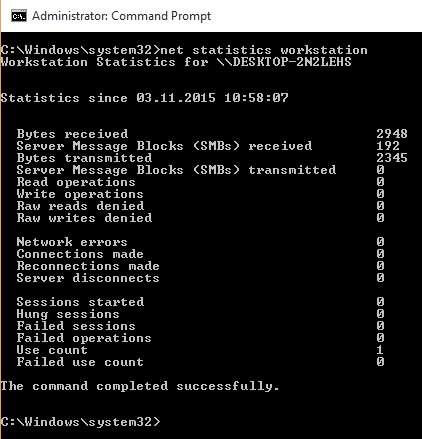 Administrator: Command Prompt
C:\Windows\system32>net statistics workstation
Workstation Statistics for \\DESKTOP-2N2LEHS
Statistics since 03.11.2015 10:58:07
Bytes received 2948
Server Message Blocks (SMBs) received 192
Bytes transmitted 2345
Server Message Blocks (SMBs) transmitted 0
Read operations 0
Write operations 0
Raw reads denied 0
Raw writes denied 0
Network errors 0
Connections made 0
Reconnections made 0
Server disconnects 0
Sessions started 0
Hung sessions 0
Failed sessions 0
Failed operations 0
Use count 1
Failed use count 0
The command completed successfully.
C:\Windows\system32>